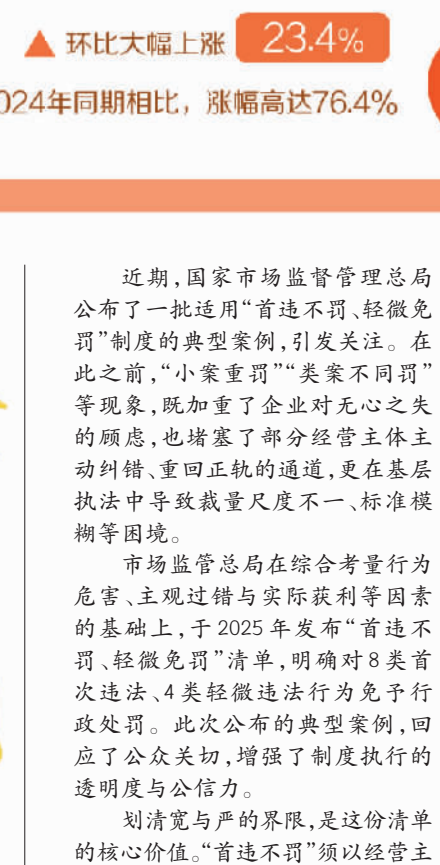 ▲ 环比大幅上涨 23.4%
024年同期相比，涨幅高达76.4%
近期，国家市场监督管理总局
公布了一批适用“首违不罚、轻微免
罚”制度的典型案例，引发关注。在
此之前，“小案重罚”“类案不同罚”
等现象，既加重了企业对无心之失
的顾虑，也堵塞了部分经营主体主
动纠错、重回正轨的通道，更在基层
执法中导致裁量尺度不一、标准模
糊等困境。
市场监管总局在综合考量行为
危害、主观过错与实际获利等因素
的基础上，于2025年发布“首违不
罚、轻微免罚”清单，明确对8类首
次违法、4类轻微违法行为免予行
政处罚。此次公布的典型案例，回
应了公众关切，增强了制度执行的
透明度与公信力。
划清宽与严的界限，是这份清单
的核心价值。“首违不罚”须以经营主